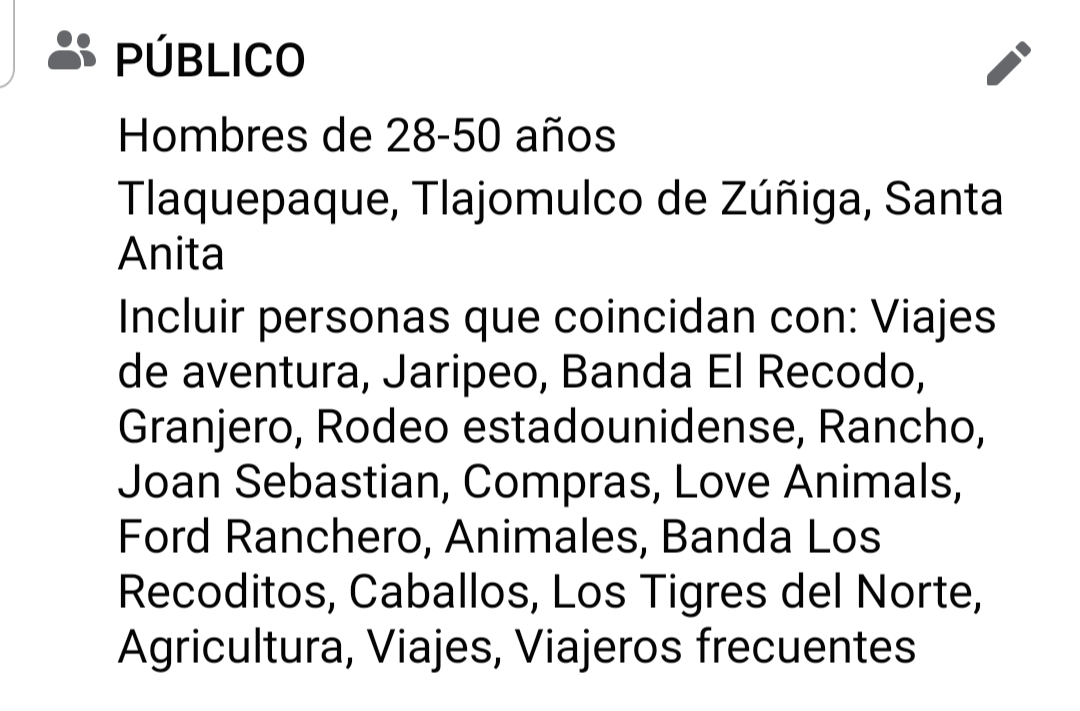 PÚBLICO
Hombres de 28-50 años
Tlaquepaque, Tlajomulco de Zúñiga, Santa
Anita
Incluir personas que coincidan con: Viajes
de aventura, Jaripeo, Banda El Recodo,
Granjero, Rodeo estadounidense, Rancho,
Joan Sebastian, Compras, Love Animals,
Ford Ranchero, Animales, Banda Los
Recoditos, Caballos, Los Tigres del Norte,
Agricultura, Viajes, Viajeros frecuentes